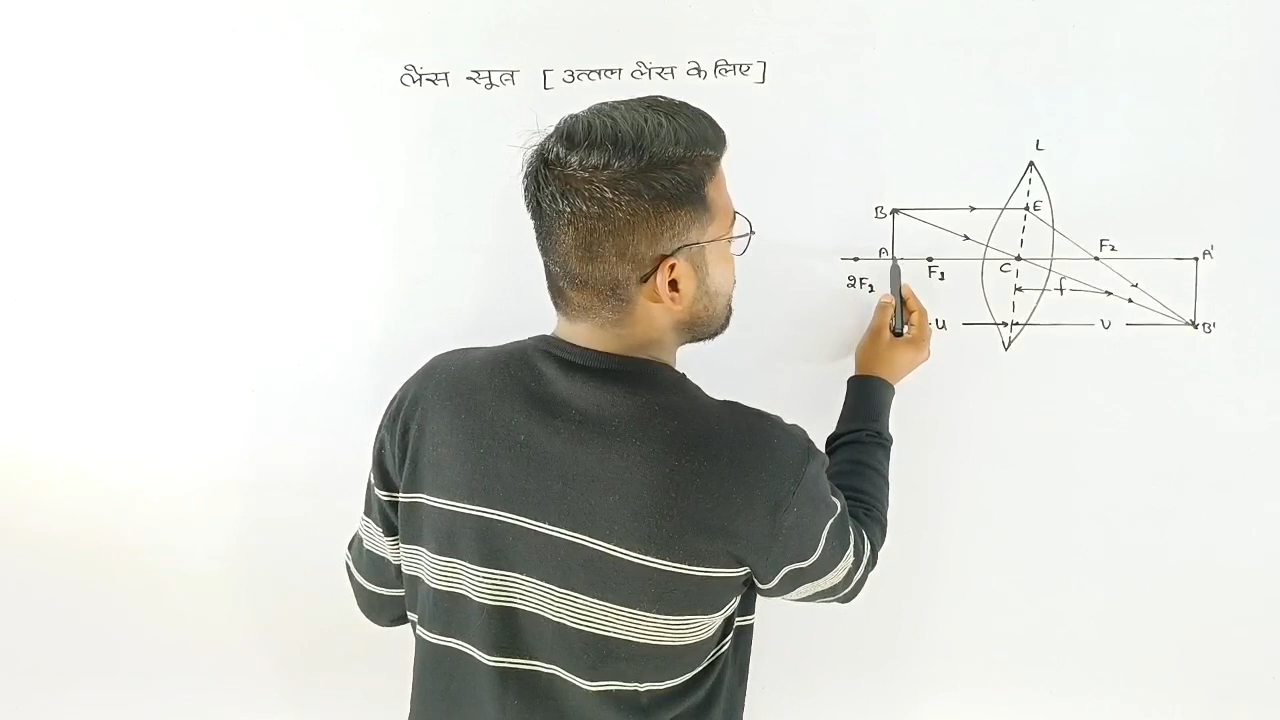 लेंस सूत्र [उत्तल लेंस के लिए]
L
B E
A F₁ C F₂ A'
2F₁ f
u v B'